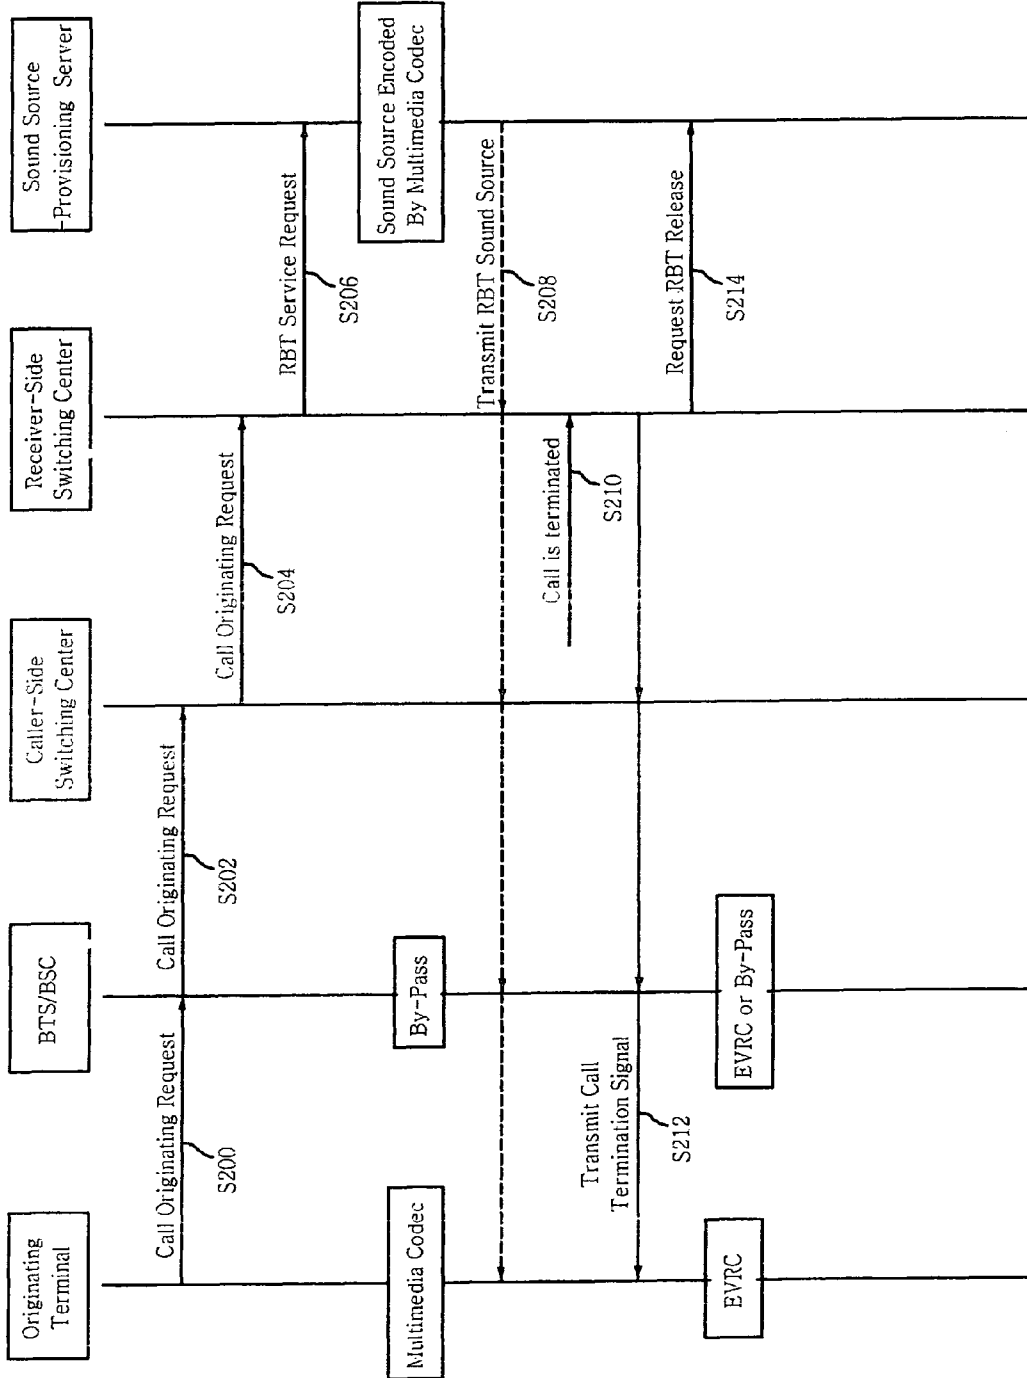 Originating
Terminal
BTS/BSC
Caller-Side
Switching Center
Receiver-Side
Switching Center
Sound Source
-Provisioning Server
Call Originating Request
S200
Call Originating Request
S202
Call Originating Request
S204
RBT Service Request
S206
Multimedia Codec
By-Pass
Sound Source Encoded
By Multimedia Codec
Transmit RBT Sound Source
S208
Call is terminated
S210
Transmit Call
Termination Signal
S212
Request RBT Release
S214
EVRC
EVRC or By-Pass